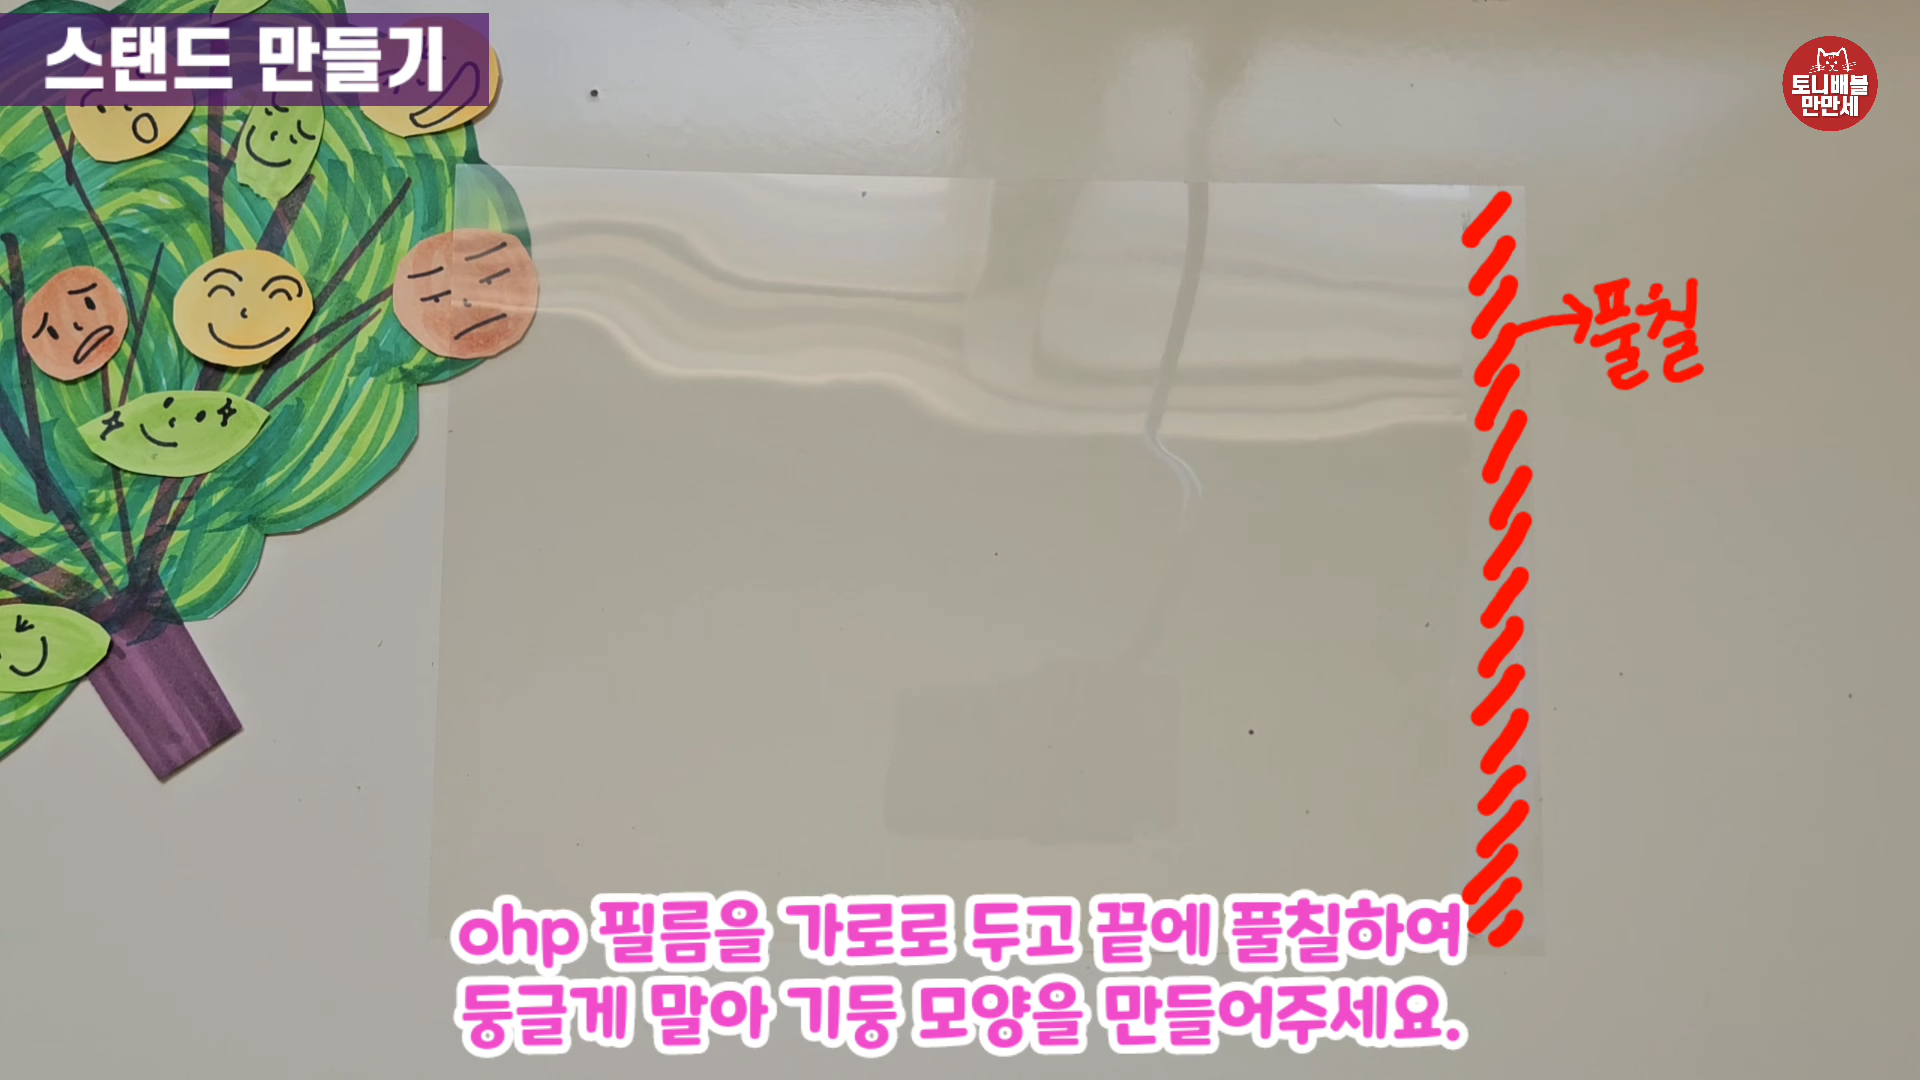 스탠드 만들기
토니배블
만만세
풀칠
ohp 필름을 가로로 두고 끝에 풀칠하여
둥글게 말아 기둥 모양을 만들어주세요.